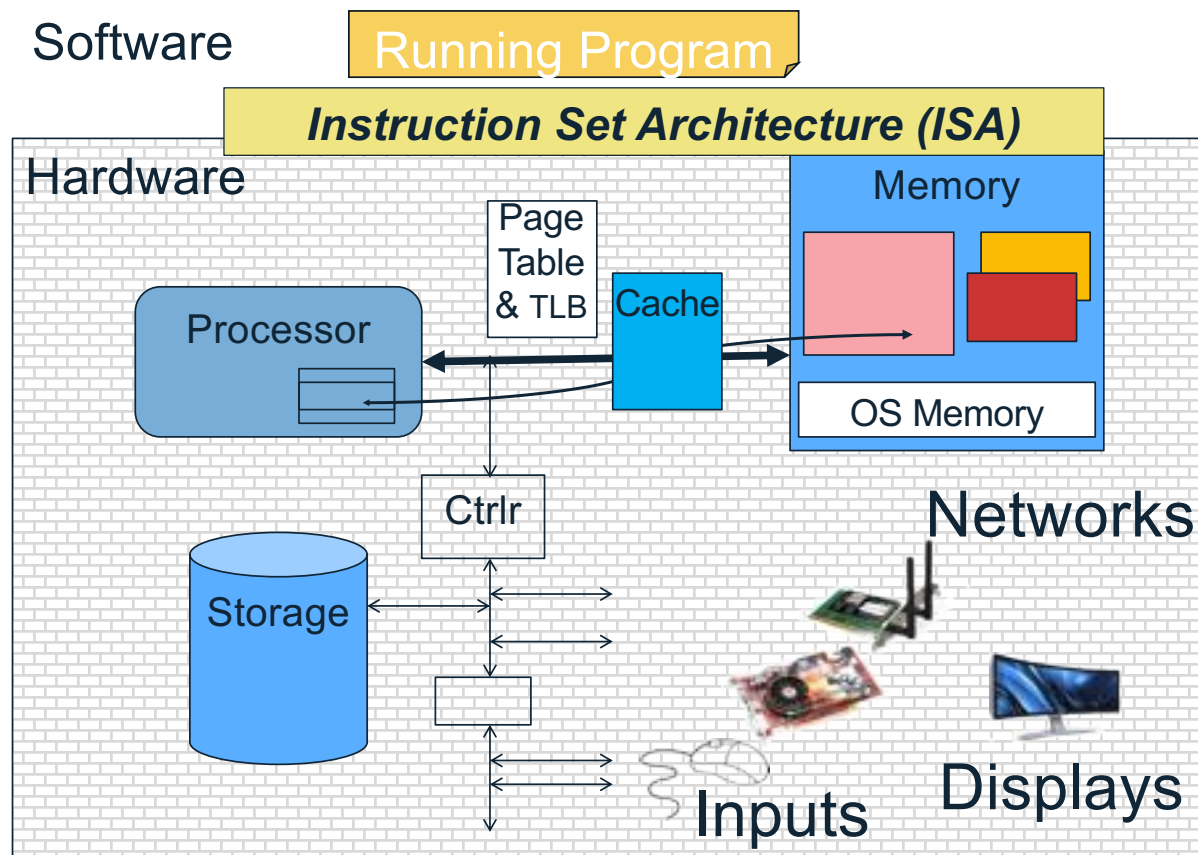 Software
Running Program
Instruction Set Architecture (ISA)
Hardware
Memory
Page
Table
& TLB
Cache
Processor
OS Memory
Ctrlr
Networks
Storage
Displays
Inputs